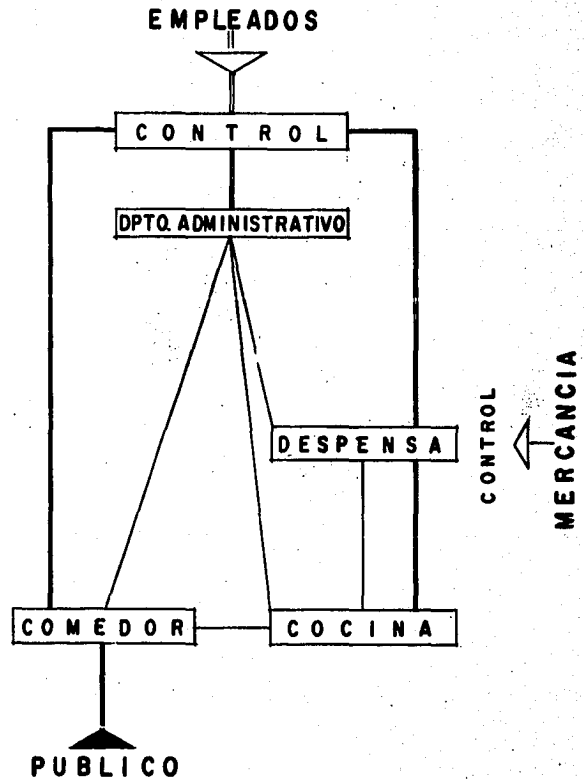 EMPLEADOS
CONTROL
DPTO. ADMINISTRATIVO
DESPENSA
CONTROL
MERCANCIA
COMEDOR
COCINA
PUBLICO